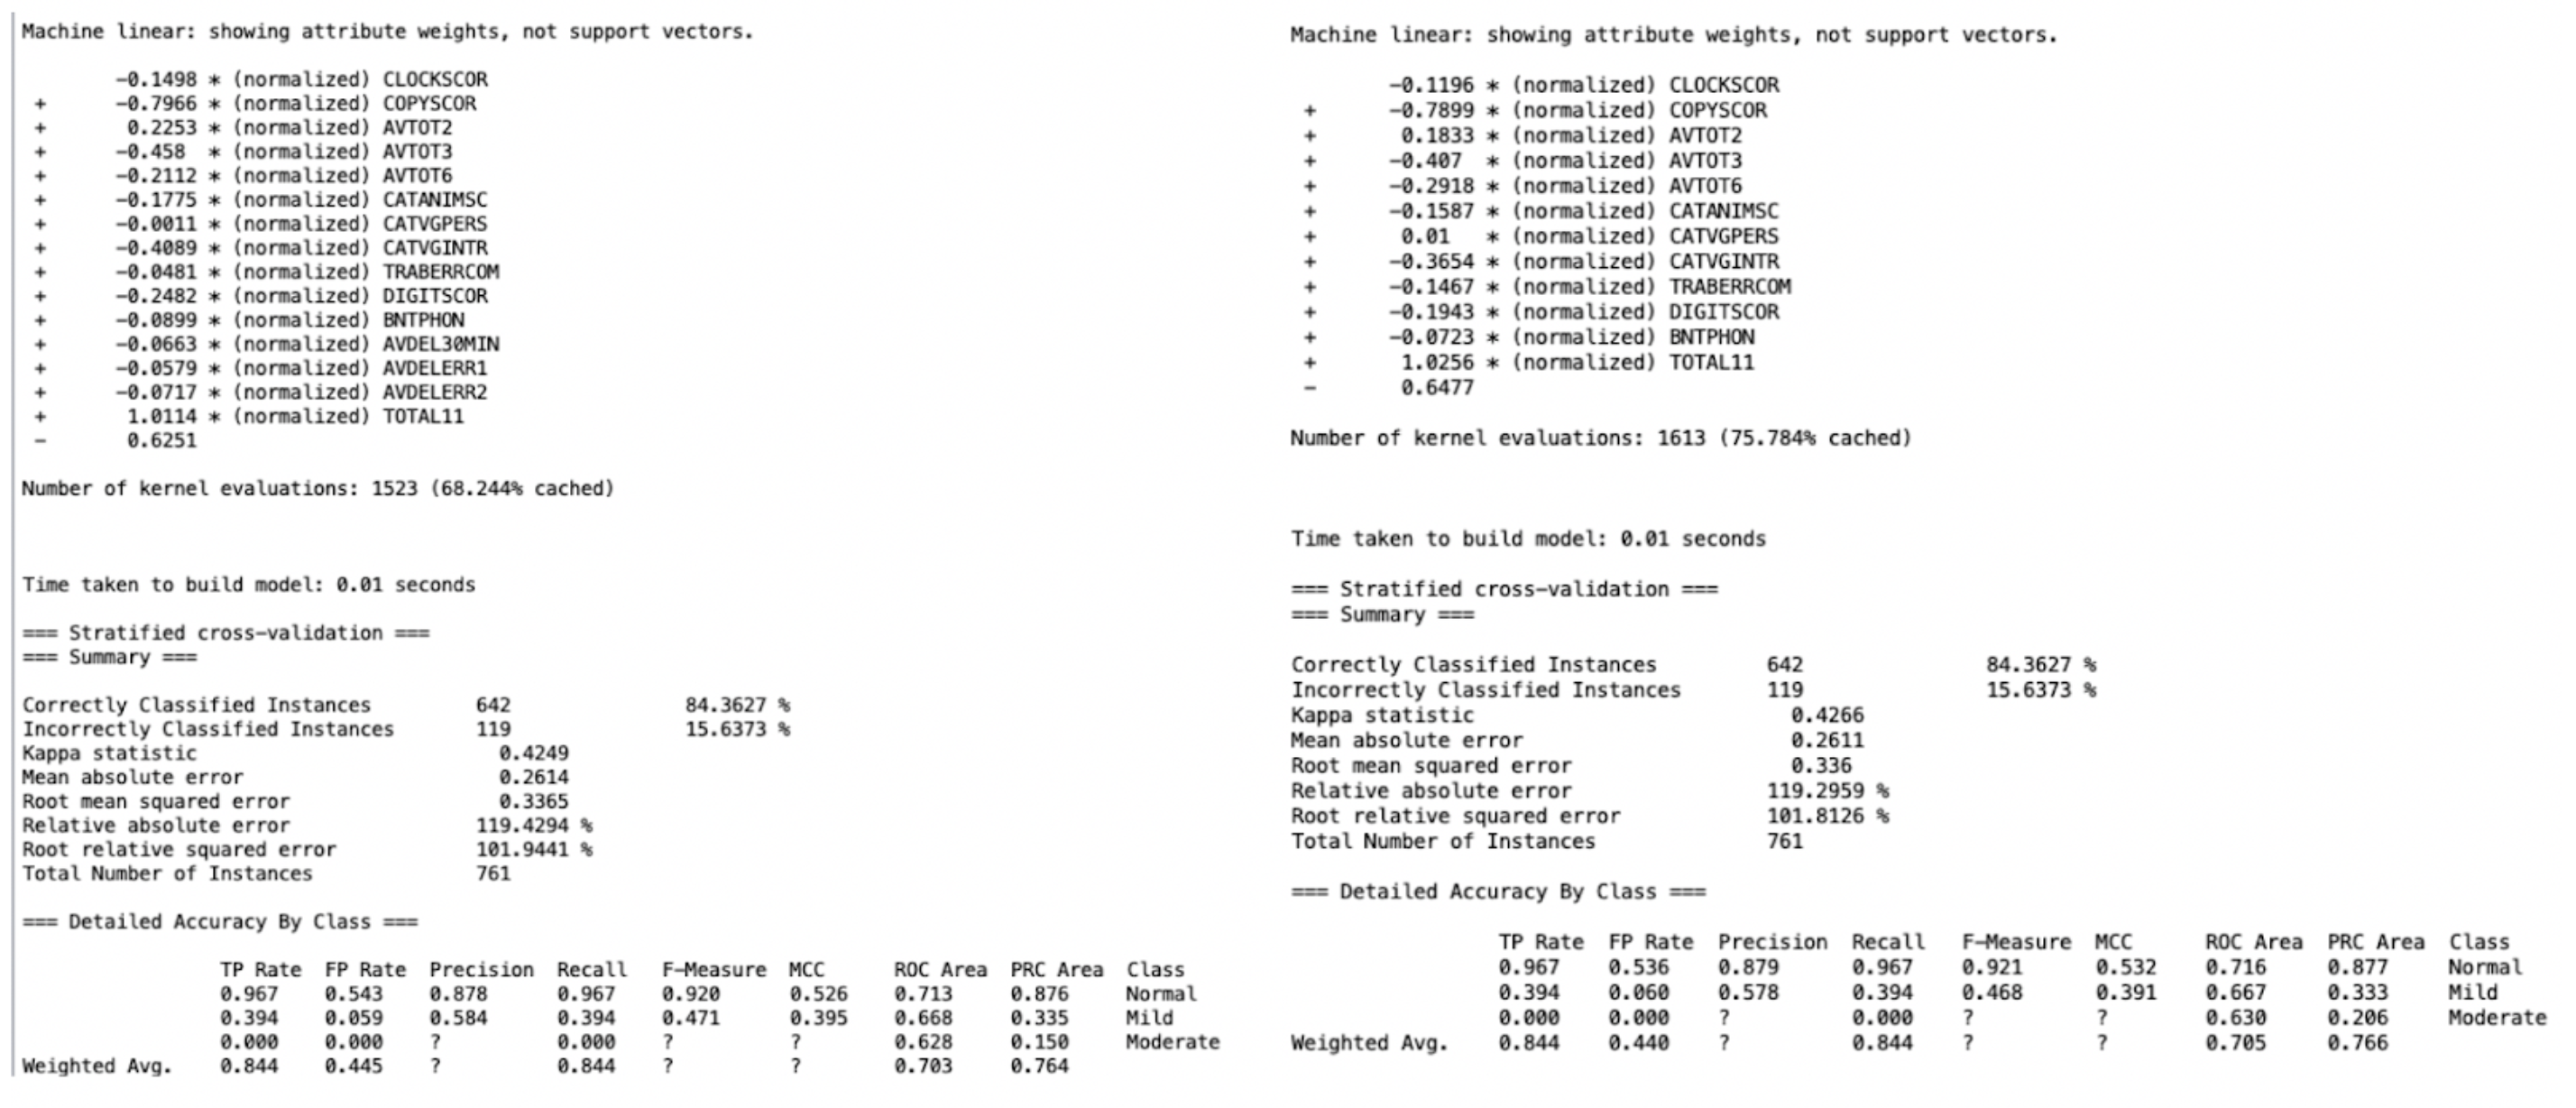 Machine linear: showing attribute weights, not support vectors.
-0.1498 * (normalized) CLOCKSCOR
+ -0.7966 * (normalized) COPYSCOR
+ 0.2253 * (normalized) AVTOT2
+ -0.458 * (normalized) AVTOT3
+ -0.2112 * (normalized) AVTOT6
+ -0.1775 * (normalized) CATANIMSC
+ -0.0011 * (normalized) CATVGPERS
+ -0.4089 * (normalized) CATVGINTR
+ -0.0481 * (normalized) TRABERRCOM
+ -0.2482 * (normalized) DIGITSCOR
+ -0.0899 * (normalized) BNTPHON
+ -0.0663 * (normalized) AVDEL30MIN
+ -0.0579 * (normalized) AVDELERR1
+ -0.0717 * (normalized) AVDELERR2
+ 1.0114 * (normalized) TOTAL11
- 0.6251
Number of kernel evaluations: 1523 (68.244% cached)
Time taken to build model: 0.01 seconds
=== Stratified cross-validation ===
=== Summary ===
Correctly Classified Instances 642 84.3627 %
Incorrectly Classified Instances 119 15.6373 %
Kappa statistic 0.4249
Mean absolute error 0.2614
Root mean squared error 0.3365
Relative absolute error 119.4294 %
Root relative squared error 101.9441 %
Total Number of Instances 761
=== Detailed Accuracy By Class ===
TP Rate FP Rate Precision Recall F-Measure MCC ROC Area PRC Area Class
0.967 0.543 0.878 0.967 0.920 0.526 0.713 0.876 Normal
0.394 0.059 0.584 0.394 0.471 0.395 0.668 0.335 Mild
0.000 0.000 ? 0.000 ? ? 0.628 0.150 Moderate
Weighted Avg. 0.844 0.445 ? 0.844 ? ? 0.703 0.764
Machine linear: showing attribute weights, not support vectors.
-0.1196 * (normalized) CLOCKSCOR
+ -0.7899 * (normalized) COPYSCOR
+ 0.1833 * (normalized) AVTOT2
+ -0.407 * (normalized) AVTOT3
+ -0.2918 * (normalized) AVTOT6
+ -0.1587 * (normalized) CATANIMSC
+ 0.01 * (normalized) CATVGPERS
+ -0.3654 * (normalized) CATVGINTR
+ -0.1467 * (normalized) TRABERRCOM
+ -0.1943 * (normalized) DIGITSCOR
+ -0.0723 * (normalized) BNTPHON
+ 1.0256 * (normalized) TOTAL11
- 0.6477
Number of kernel evaluations: 1613 (75.784% cached)
Time taken to build model: 0.01 seconds
=== Stratified cross-validation ===
=== Summary ===
Correctly Classified Instances 642 84.3627 %
Incorrectly Classified Instances 119 15.6373 %
Kappa statistic 0.4266
Mean absolute error 0.2611
Root mean squared error 0.336
Relative absolute error 119.2959 %
Root relative squared error 101.8126 %
Total Number of Instances 761
=== Detailed Accuracy By Class ===
TP Rate FP Rate Precision Recall F-Measure MCC ROC Area PRC Area Class
0.967 0.536 0.879 0.967 0.921 0.532 0.716 0.877 Normal
0.394 0.060 0.578 0.394 0.468 0.391 0.667 0.333 Mild
0.000 0.000 ? 0.000 ? ? 0.630 0.206 Moderate
Weighted Avg. 0.844 0.440 ? 0.844 ? ? 0.705 0.766